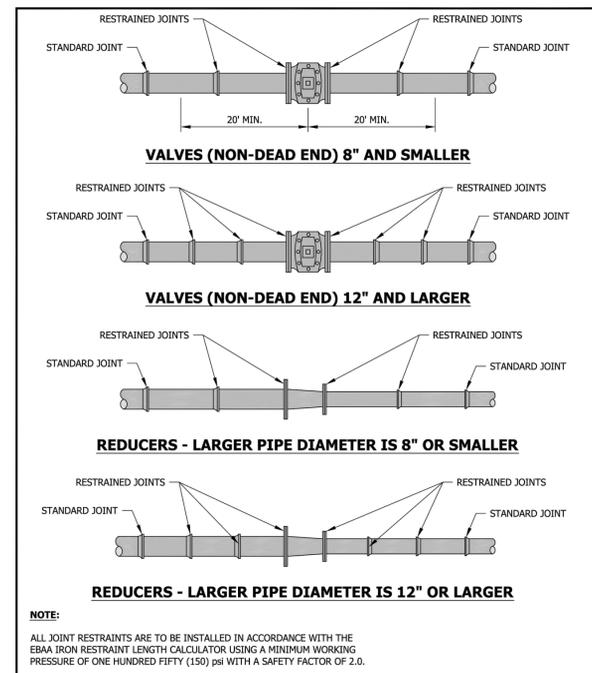 RESTRAINED JOINTS
RESTRAINED JOINTS
STANDARD JOINT
STANDARD JOINT
20' MIN.
20' MIN.
VALVES (NON-DEAD END) 8" AND SMALLER
RESTRAINED JOINTS
RESTRAINED JOINTS
STANDARD JOINT
STANDARD JOINT
VALVES (NON-DEAD END) 12" AND LARGER
RESTRAINED JOINTS
RESTRAINED JOINTS
STANDARD JOINT
STANDARD JOINT
REDUCERS - LARGER PIPE DIAMETER IS 8" OR SMALLER
RESTRAINED JOINTS
RESTRAINED JOINTS
STANDARD JOINT
STANDARD JOINT
REDUCERS - LARGER PIPE DIAMETER IS 12" OR LARGER
NOTE:
ALL JOINT RESTRAINTS ARE TO BE INSTALLED IN ACCORDANCE WITH THE
EBAA IRON RESTRAINT LENGTH CALCULATOR USING A MINIMUM WORKING
PRESSURE OF ONE HUNDRED FIFTY (150) psi WITH A SAFETY FACTOR OF 2.0.